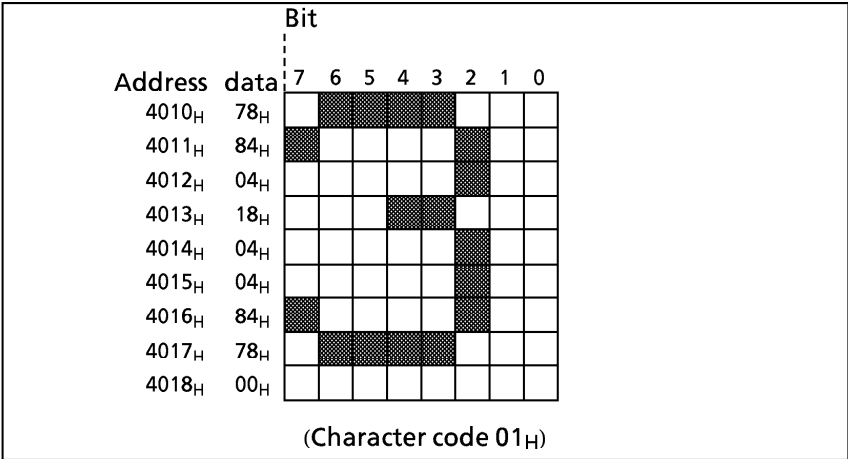 Bit
Address data 7 6 5 4 3 2 1 0
4010H 78H
4011H 84H
4012H 04H
4013H 18H
4014H 04H
4015H 04H
4016H 84H
4017H 78H
4018H 00H
(Character code 01H)